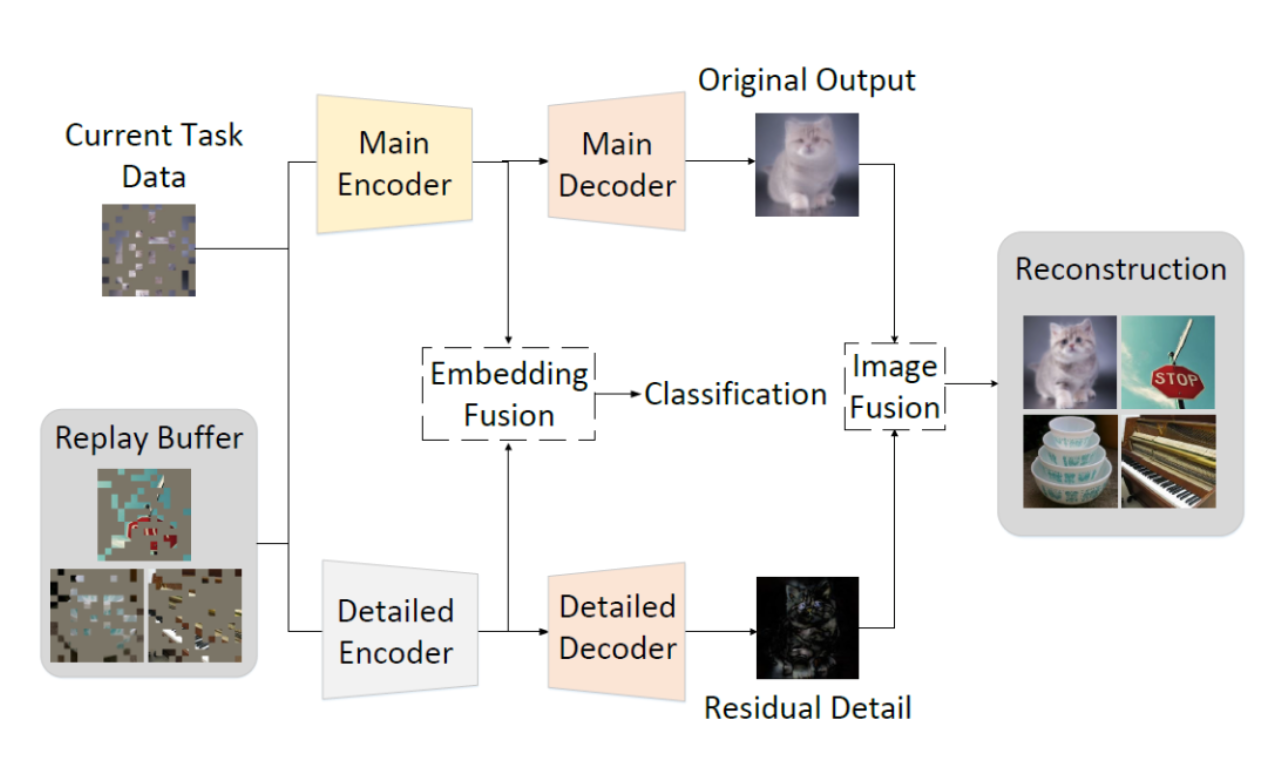 Original Output
Current Task
Data
Main
Encoder
Main
Decoder
Reconstruction
STOP
Embedding
Fusion
Classification
Image
Fusion
Replay Buffer
Detailed
Encoder
Detailed
Decoder
Residual Detail